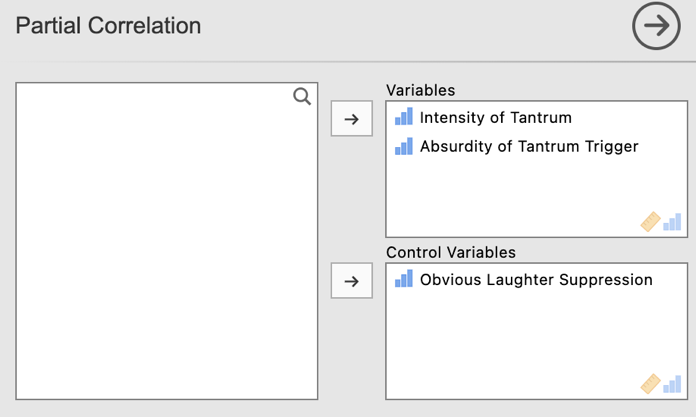 Partial Correlation
Variables
Intensity of Tantrum
Absurdity of Tantrum Trigger
Control Variables
Obvious Laughter Suppression